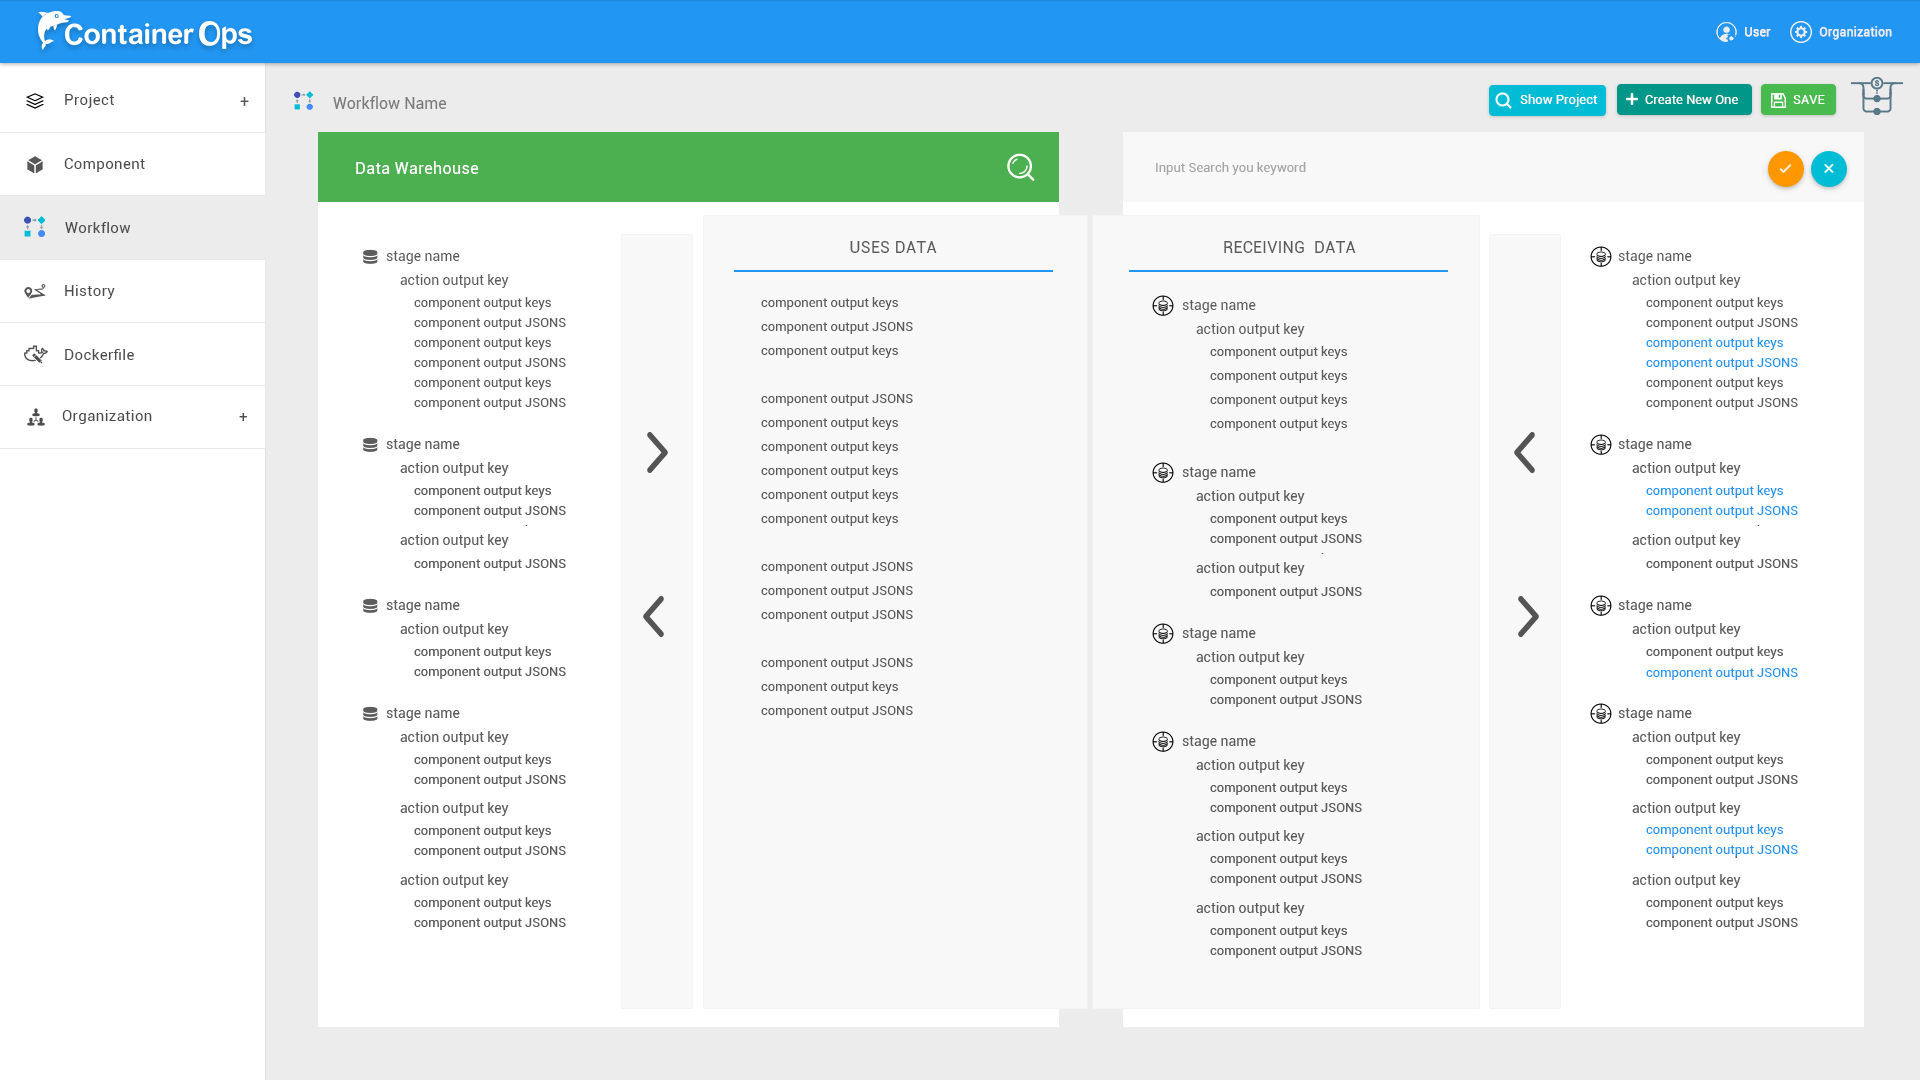 Container Ops
User
Organization
Project +
Component
Workflow
History
Dockerfile
Organization +
Workflow Name
Show Project
+ Create New One
SAVE
Data Warehouse
Input Search you keyword
stage name
action output key
component output keys
component output JSONS
component output keys
component output JSONS
component output keys
component output JSONS
stage name
action output key
component output keys
component output JSONS
action output key
component output JSONS
stage name
action output key
component output keys
component output JSONS
stage name
action output key
component output keys
component output JSONS
action output key
component output keys
component output JSONS
action output key
component output keys
component output JSONS
USES DATA
component output keys
component output JSONS
component output keys
component output JSONS
component output keys
component output keys
component output keys
component output keys
component output keys
component output JSONS
component output JSONS
component output JSONS
component output JSONS
component output keys
component output JSONS
RECEIVING DATA
stage name
action output key
component output keys
component output keys
component output keys
component output keys
stage name
action output key
component output keys
component output JSONS
action output key
component output JSONS
stage name
action output key
component output keys
component output JSONS
stage name
action output key
component output keys
component output JSONS
action output key
component output keys
component output JSONS
action output key
component output keys
component output JSONS
stage name
action output key
component output keys
component output JSONS
component output keys
component output JSONS
component output keys
component output JSONS
stage name
action output key
component output keys
component output JSONS
action output key
component output JSONS
stage name
action output key
component output keys
component output JSONS
stage name
action output key
component output keys
component output JSONS
action output key
component output keys
component output JSONS
action output key
component output keys
component output JSONS